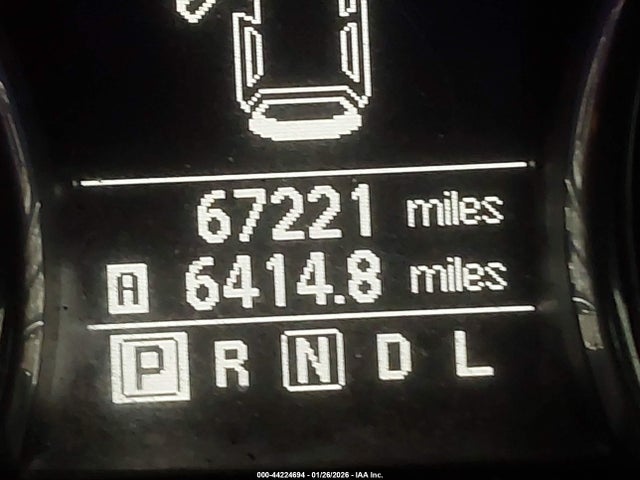 67221 miles
A 6414.8 miles
P R N D L
000-44224694 - 01/26/2026 - IAA Inc.